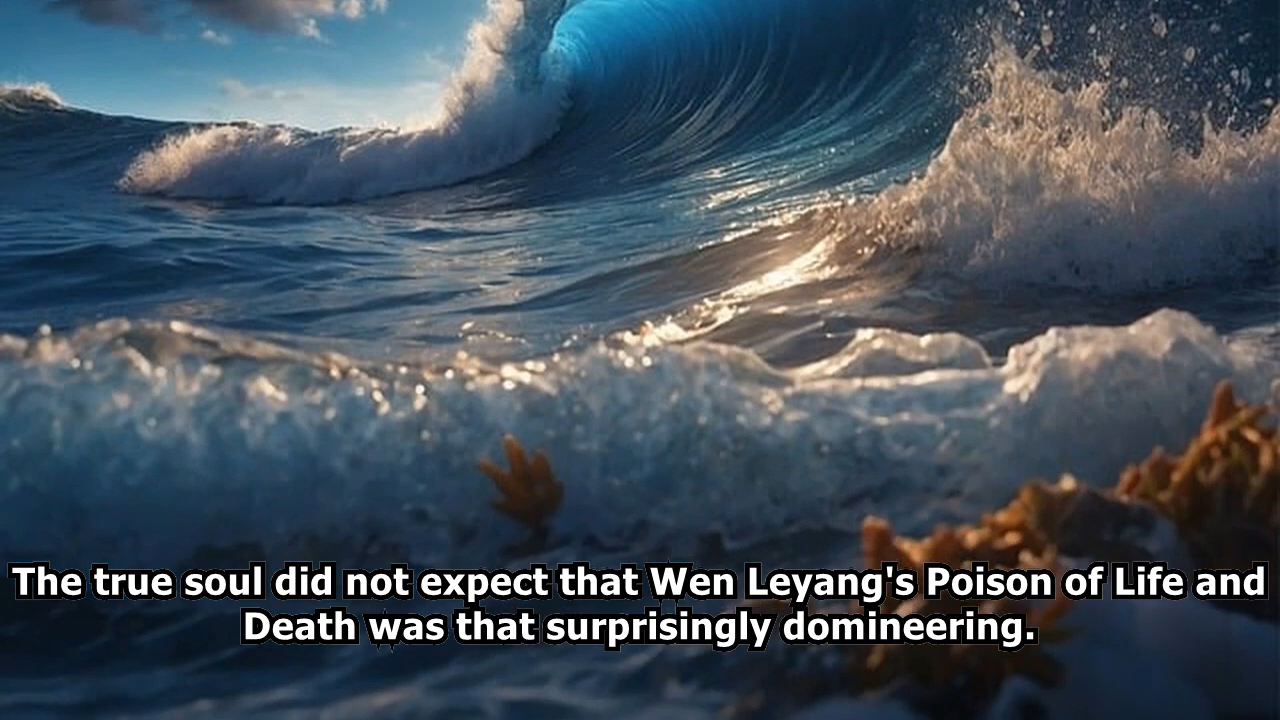 The true soul did not expect that Wen Leyang's Poison of Life and
Death was that surprisingly domineering.